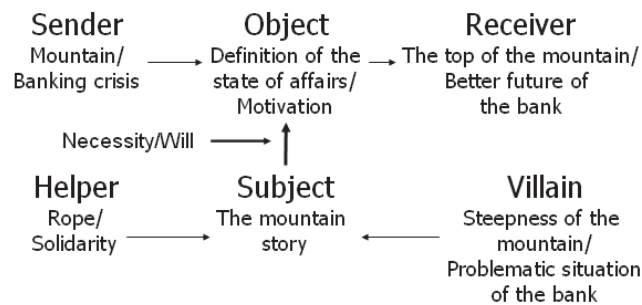 Sender
Mountain/
Banking crisis
Object
Definition of the
state of affairs/
Motivation
Receiver
The top of the mountain/
Better future of
the bank
Necessity/Will
Helper
Rope/
Solidarity
Subject
The mountain
story
Villain
Steepness of the
mountain/
Problematic situation
of the bank